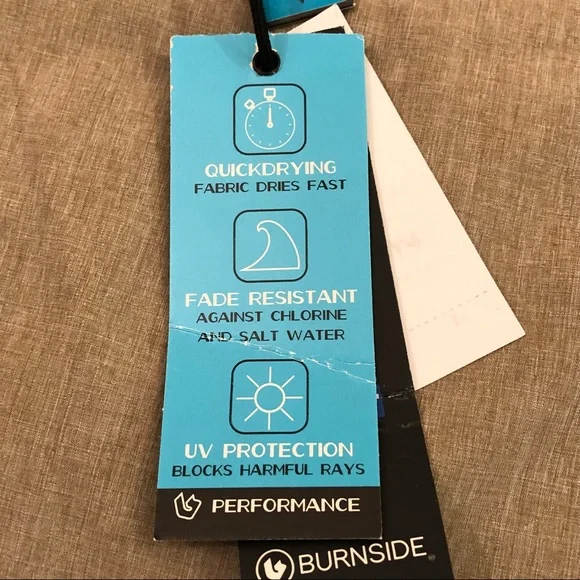 QUICKDRYING
FABRIC DRIES FAST
FADE RESISTANT
AGAINST CHLORINE
AND SALT WATER
UV PROTECTION
BLOCKS HARMFUL RAYS
PERFORMANCE
BURNSIDE®